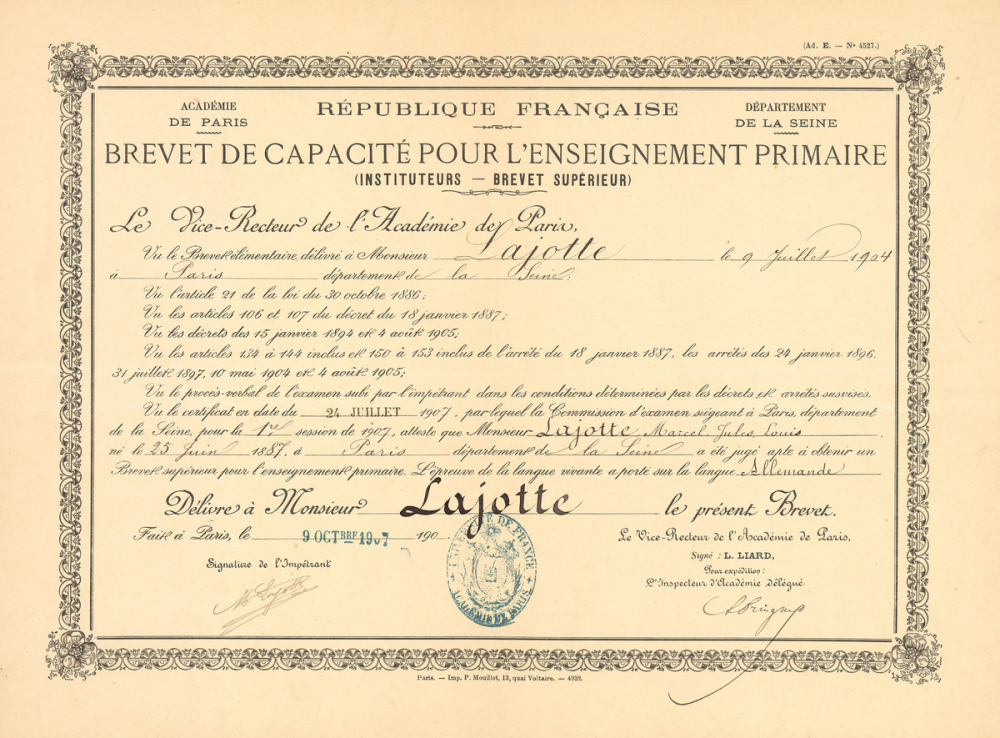 (Ad. E. — N° 4527.)
ACADÉMIE
DE PARIS
RÉPUBLIQUE FRANÇAISE
DÉPARTEMENT
DE LA SEINE
BREVET DE CAPACITÉ POUR L'ENSEIGNEMENT PRIMAIRE
(INSTITUTEURS — BREVET SUPÉRIEUR)
Le Vice-Recteur de l'Académie de Paris,
Vu le Brevet élémentaire délivré à Monsieur Lajotte le 9 Juillet 1904
à Paris département de la Seine;
Vu l'article 21 de la loi du 30 octobre 1886;
Vu les articles 106 et 107 du décret du 18 janvier 1887;
Vu les décrets des 15 janvier 1894 et 4 août 1905;
Vu les articles 134 à 144 inclus et 150 à 153 inclus de l'arrêté du 18 janvier 1887, les arrêtés des 24 janvier 1896,
31 juillet 1897, 10 mai 1904 et 4 août 1905;
Vu le procès-verbal de l'examen subi par l'impétrant dans les conditions déterminées par les décrets et arrêtés susvisés.
Vu le certificat en date du 24 JUILLET 1907, par lequel la Commission d'examen siégeant à Paris, département
de la Seine, pour la 1re session de 1907, atteste que Monsieur Lajotte, Marcel, Jules, Louis
né le 25 Juin 1887, à Paris département de la Seine a été jugé apte à obtenir un
Brevet supérieur pour l'enseignement primaire. L'épreuve de la langue vivante a porté sur la langue Allemande
Délivré à Monsieur Lajotte le présent Brevet.
Fait à Paris, le 9 OCTBRE 1907 190
Le Vice-Recteur de l'Académie de Paris,
Signé : L. LIARD,
Pour expédition :
L'Inspecteur d'Académie délégué
Signature de l'Impétrant
UNIVERSITÉ DE FRANCE
ACADÉMIE DE PARIS
Paris. — Imp. P. Mouillot, 13, quai Voltaire. — 4932.